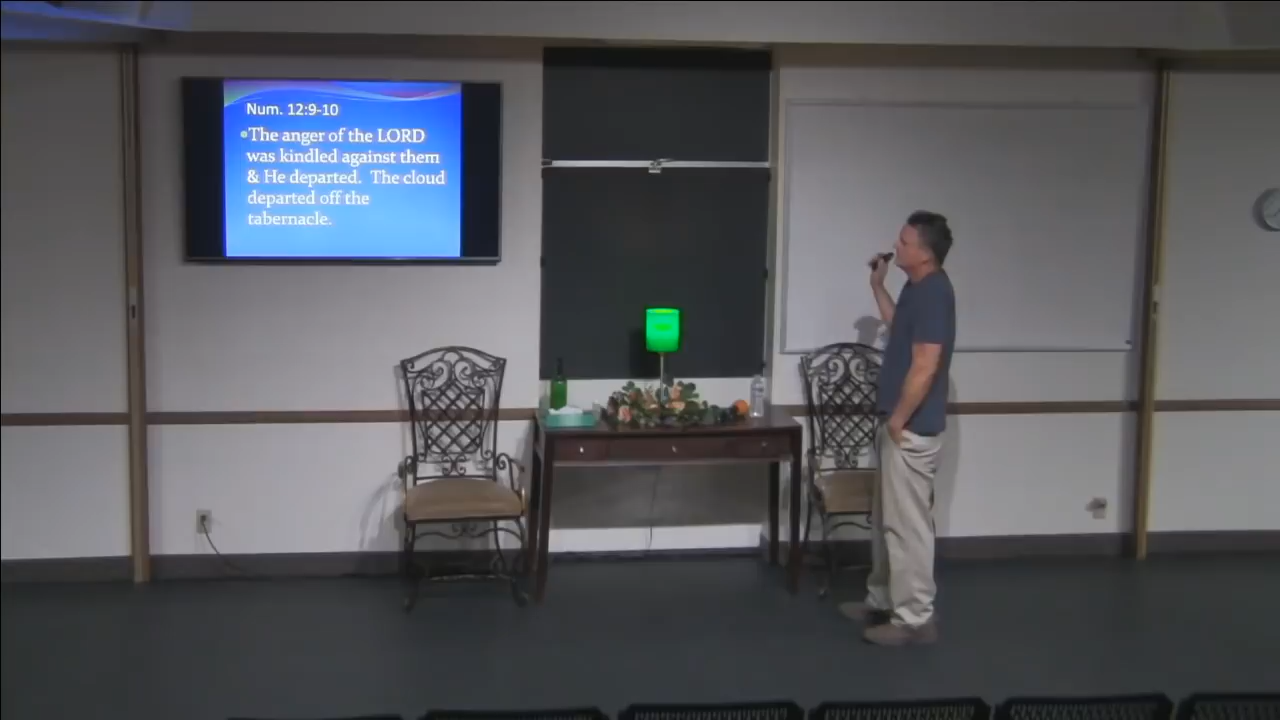 Num. 12:9-10
The anger of the LORD
was kindled against them
& He departed.  The cloud
departed off the
tabernacle.